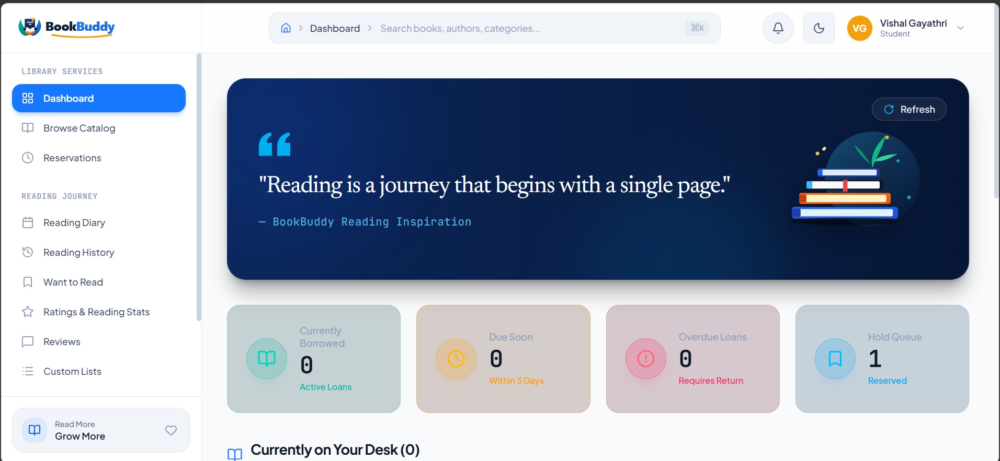 BookBuddy
Dashboard
Search books, authors, categories...
⌘K
VG
Vishal Gayathri
Student
LIBRARY SERVICES
Dashboard
Browse Catalog
Reservations
READING JOURNEY
Reading Diary
Reading History
Want to Read
Ratings & Reading Stats
Reviews
Custom Lists
Read More
Grow More
Refresh
"Reading is a journey that begins with a single page."
— BookBuddy Reading Inspiration
Currently
Borrowed
0
Active Loans
Due Soon
0
Within 3 Days
Overdue Loans
0
Requires Return
Hold Queue
1
Reserved
Currently on Your Desk (0)